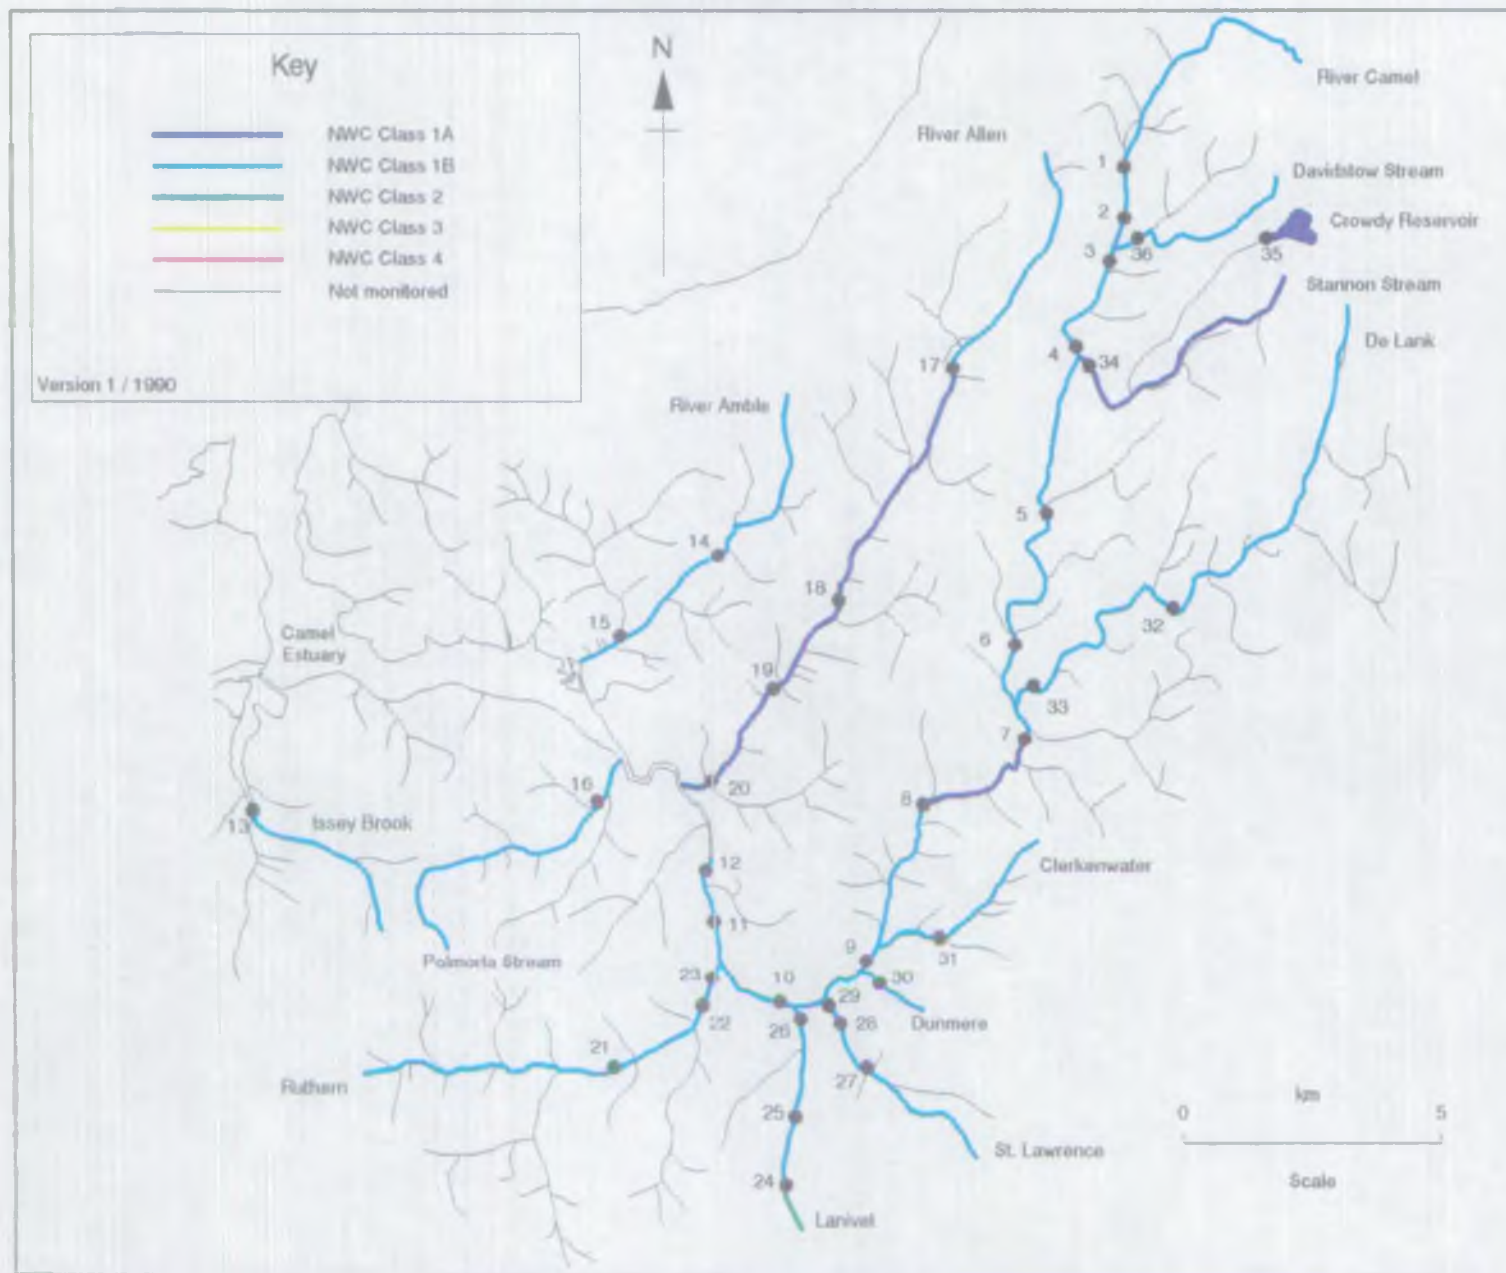 Key
NWC Class 1A
NWC Class 1B
NWC Class 2
NWC Class 3
NWC Class 4
Not monitored
Version 1 / 1990
N
River Camel
River Allen
1
Davidstow Stream
2
Crowdy Reservoir
3
36
35
Stannon Stream
De Lank
4
34
17
River Amble
5
14
18
15
32
Camel
Estuary
6
19
33
7
20
16
8
13
Issey Brook
12
Clerkenwater
11
9
31
Polmorla Stream
23
10
30
29
22
26
28
Dunmere
21
27
Ruthern
25
km
0
5
St. Lawrence
24
Scale
Lanivet